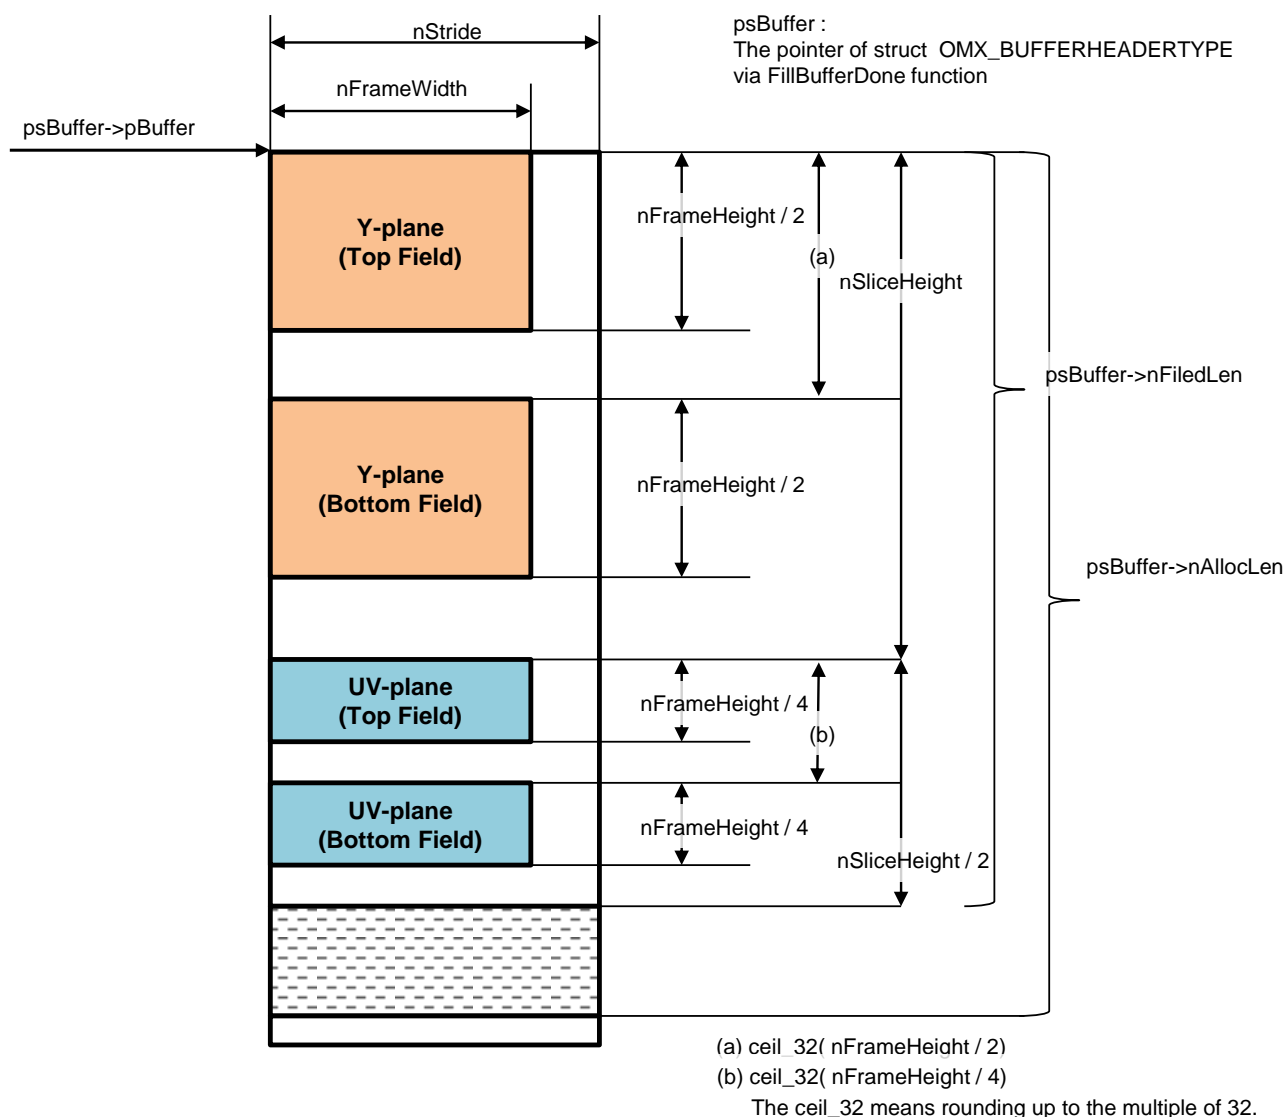 nStride
psBuffer :
The pointer of struct OMX_BUFFERHEADERTYPE
via FillBufferDone function
nFrameWidth
psBuffer->pBuffer
Y-plane
(Top Field)
nFrameHeight / 2
(a)
nSliceHeight
psBuffer->nFiledLen
Y-plane
(Bottom Field)
nFrameHeight / 2
psBuffer->nAllocLen
UV-plane
(Top Field)
nFrameHeight / 4
(b)
UV-plane
(Bottom Field)
nFrameHeight / 4
nSliceHeight / 2
(a) ceil_32( nFrameHeight / 2)
(b) ceil_32( nFrameHeight / 4)
The ceil_32 means rounding up to the multiple of 32.